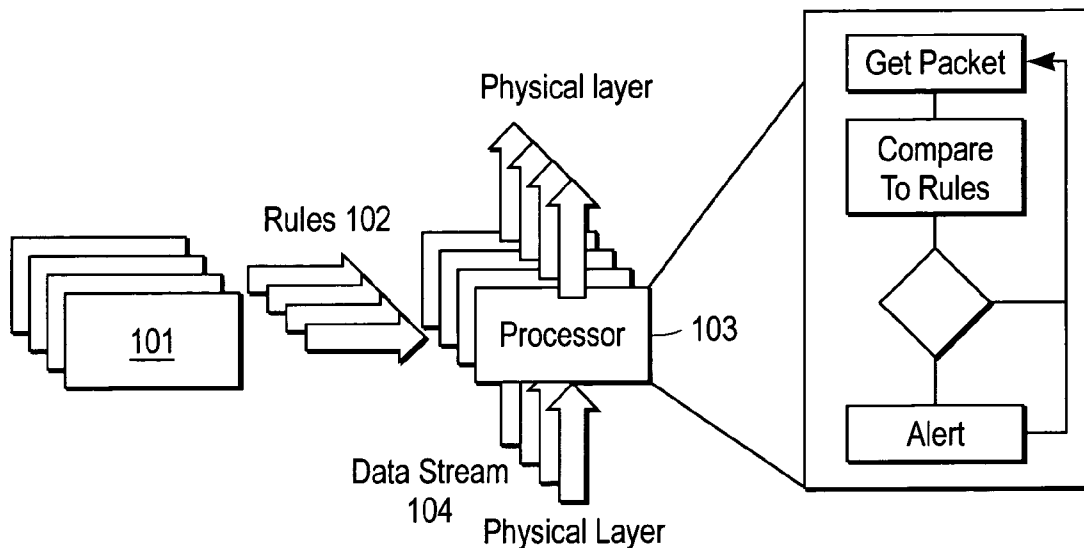 Physical layer
Rules 102
101
Processor
103
Data Stream
104
Physical Layer
Get Packet
Compare
To Rules
Alert